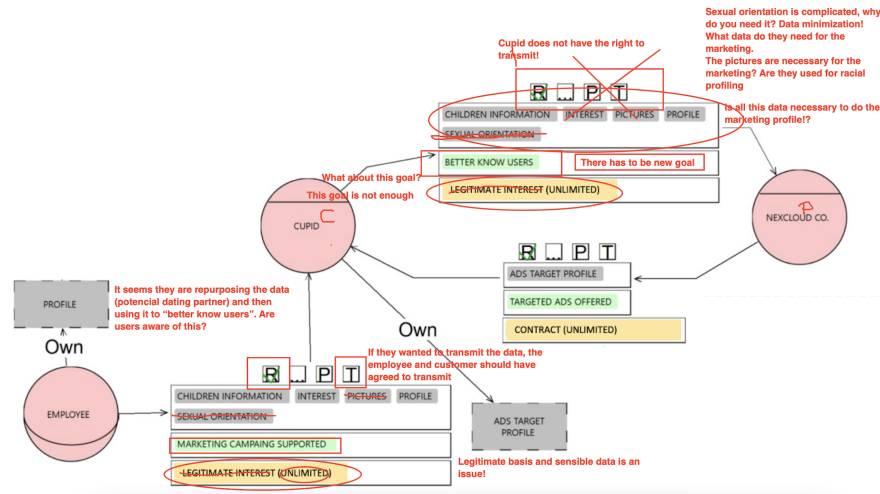 Sexual orientation is complicated, why
do you need it? Data minimization!
What data do they need for the
marketing.
The pictures are necessary for the
marketing? Are they used for racial
profiling
Cupid does not have the right to
transmit!
R ... P T
CHILDREN INFORMATION INTEREST PICTURES PROFILE
SEXUAL ORIENTATION
Is all this data necessary to do the
marketing profile!?
BETTER KNOW USERS
There has to be new goal
LEGITIMATE INTEREST (UNLIMITED)
What about this goal?
This goal is not enough
C
CUPID
P
NEXCLOUD CO.
R ... P T
ADS TARGET PROFILE
TARGETED ADS OFFERED
CONTRACT (UNLIMITED)
PROFILE
It seems they are repurposing the data
(potencial dating partner) and then
using it to “better know users”. Are
users aware of this?
Own
Own
If they wanted to transmit the data, the
employee and customer should have
agreed to transmit
R ... P T
EMPLOYEE
CHILDREN INFORMATION INTEREST PICTURES PROFILE
SEXUAL ORIENTATION
MARKETING CAMPAING SUPPORTED
LEGITIMATE INTEREST (UNLIMITED)
ADS TARGET
PROFILE
Legitimate basis and sensible data is an
issue!